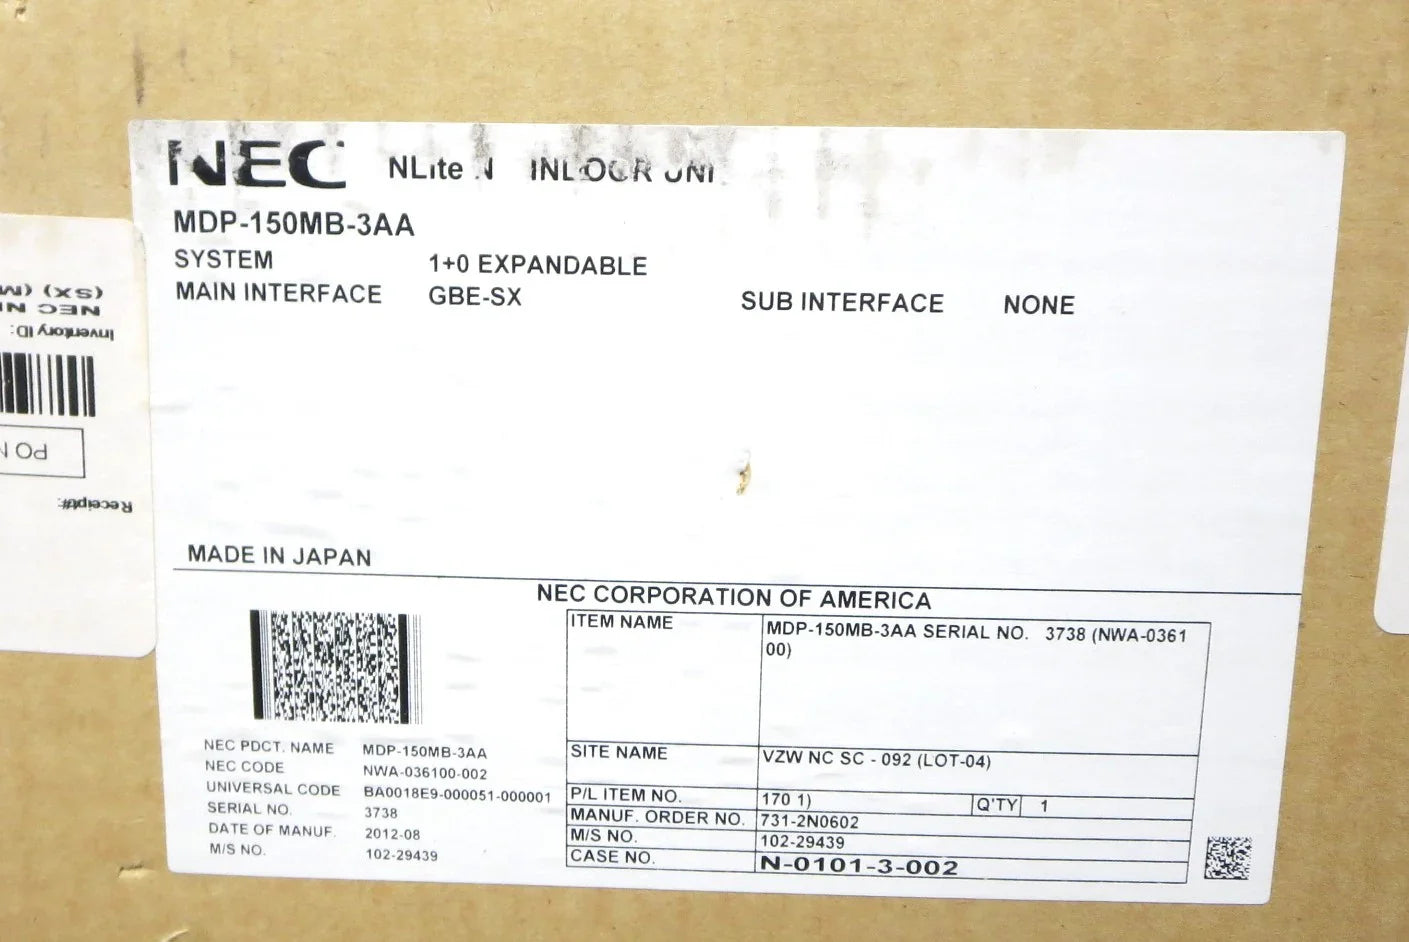 NEC NLite N INDOOR UNI
MDP-150MB-3AA
SYSTEM 1+0 EXPANDABLE
MAIN INTERFACE GBE-SX SUB INTERFACE NONE
MADE IN JAPAN
NEC CORPORATION OF AMERICA
ITEM NAME MDP-150MB-3AA SERIAL NO. 3738 (NWA-0361
00)
SITE NAME VZW NC SC - 092 (LOT-04)
P/L ITEM NO. 170 1) Q'TY 1
MANUF. ORDER NO. 731-2N0602
M/S NO. 102-29439
CASE NO. N-0101-3-002
NEC PDCT. NAME MDP-150MB-3AA
NEC CODE NWA-036100-002
UNIVERSAL CODE BA0018E9-000051-000001
SERIAL NO. 3738
DATE OF MANUF. 2012-08
M/S NO. 102-29439
Receipt#:
PO N
Inventory ID:
NEC N
(SX) (M